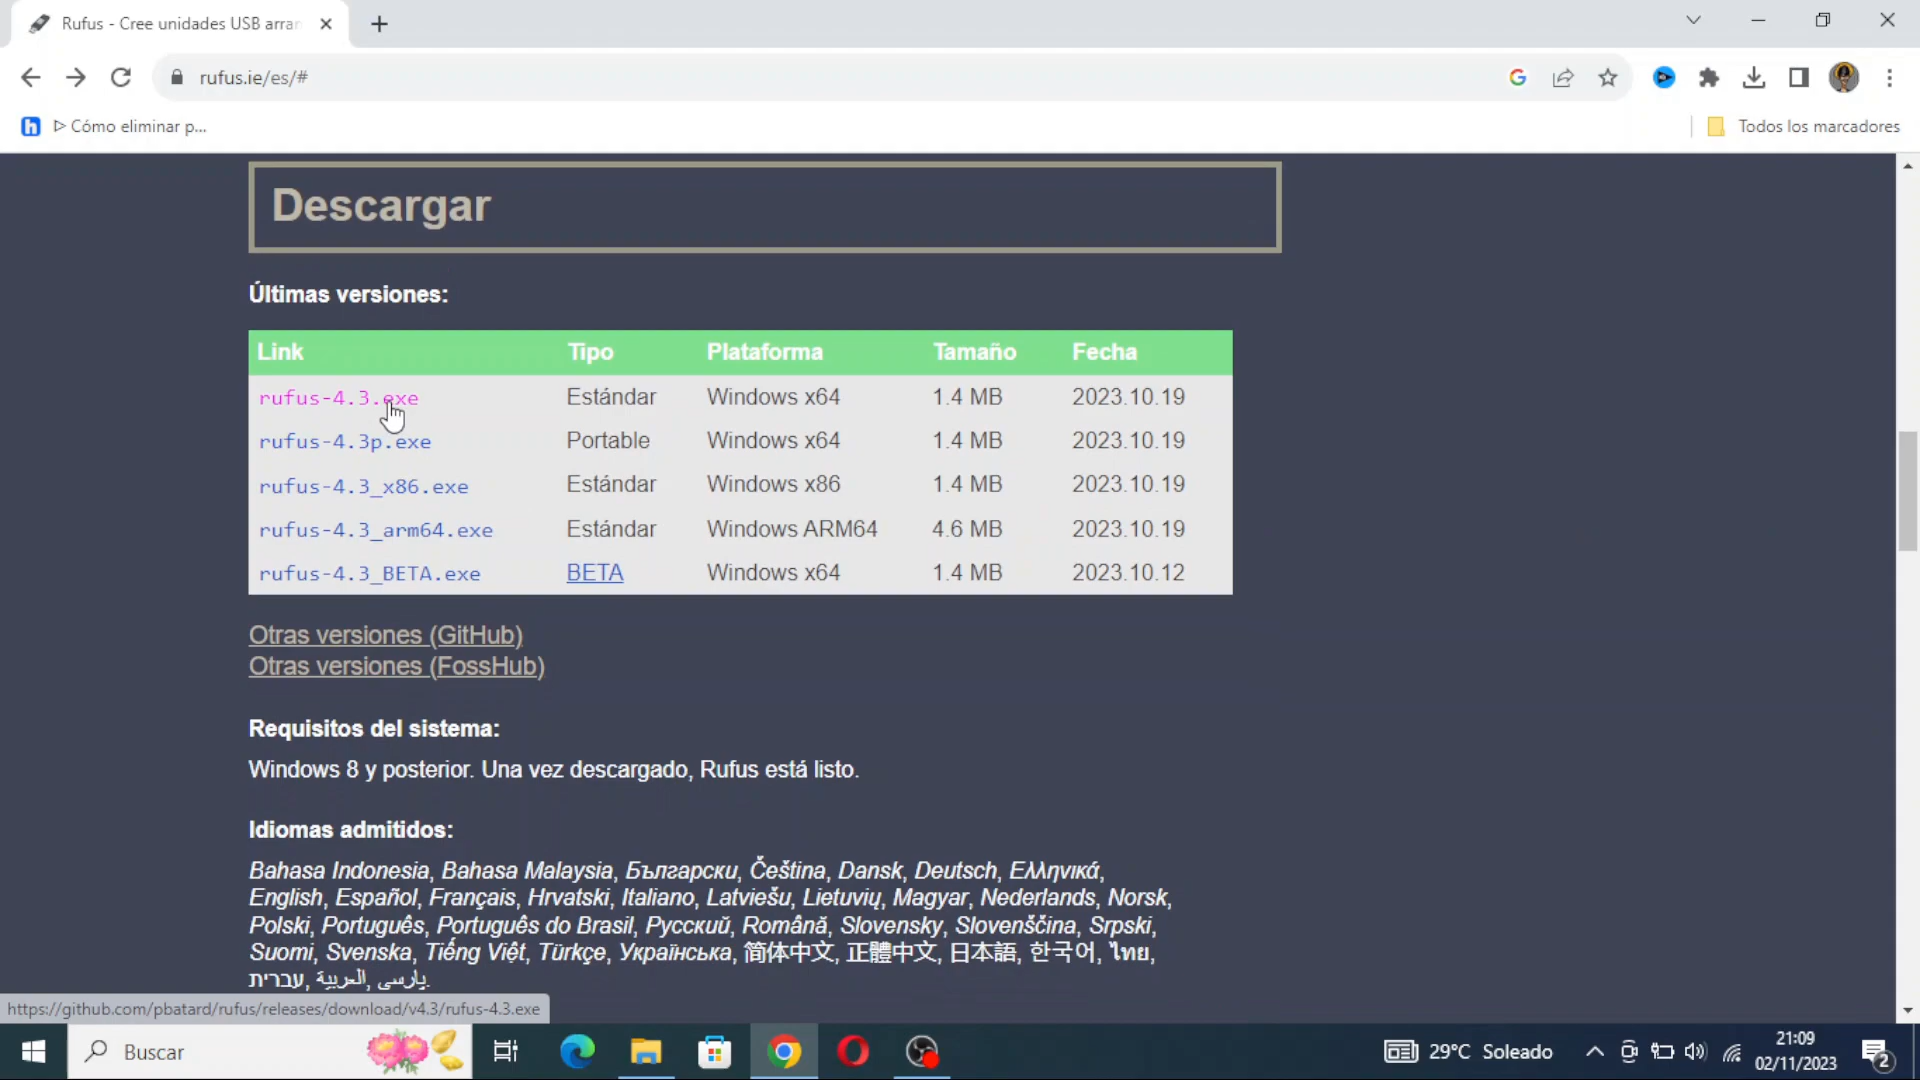 Rufus - Cree unidades USB arran
rufus.ie/es/#
Cómo eliminar p...
Todos los marcadores
Descargar
Últimas versiones:
Link Tipo Plataforma Tamaño Fecha
rufus-4.3.exe Estándar Windows x64 1.4 MB 2023.10.19
rufus-4.3p.exe Portable Windows x64 1.4 MB 2023.10.19
rufus-4.3_x86.exe Estándar Windows x86 1.4 MB 2023.10.19
rufus-4.3_arm64.exe Estándar Windows ARM64 4.6 MB 2023.10.19
rufus-4.3_BETA.exe BETA Windows x64 1.4 MB 2023.10.12
Otras versiones (GitHub)
Otras versiones (FossHub)
Requisitos del sistema:
Windows 8 y posterior. Una vez descargado, Rufus está listo.
Idiomas admitidos:
Bahasa Indonesia, Bahasa Malaysia, Български, Čeština, Dansk, Deutsch, Ελληνικά,
English, Español, Français, Hrvatski, Italiano, Latviešu, Lietuvių, Magyar, Nederlands, Norsk,
Polski, Português, Português do Brasil, Русский, Română, Slovensky, Slovenščina, Srpski,
Suomi, Svenska, Tiếng Việt, Türkçe, Українська, 简体中文, 正體中文, 日本語, 한국어, ไทย,
עברית, العربية, پارسی.
https://github.com/pbatard/rufus/releases/download/v4.3/rufus-4.3.exe
Buscar
29°C Soleado
21:09
02/11/2023
2